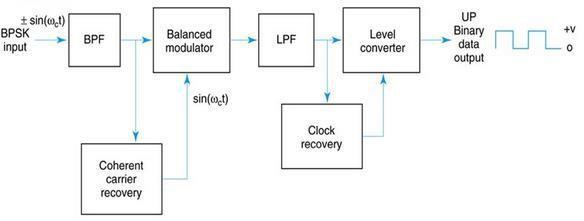 ± sin(ω꜀t)
BPSK
input
BPF
Balanced
modulator
LPF
Level
converter
UP
Binary
data
output
+v
o
sin(ω꜀t)
Coherent
carrier
recovery
Clock
recovery